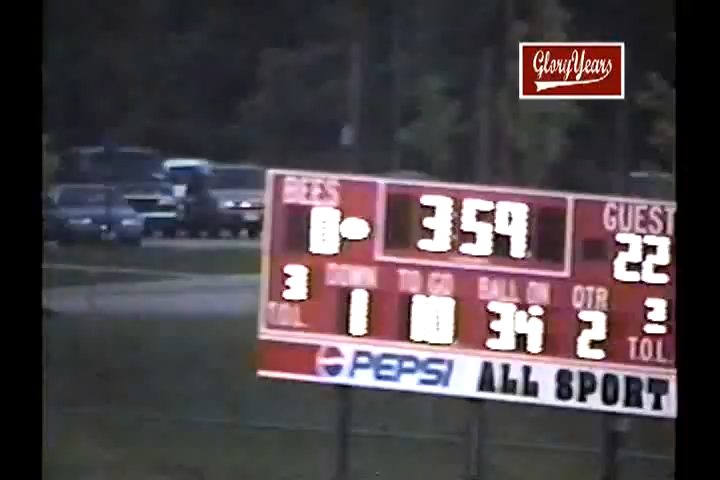 GloryYears
BEES
0
3 59
GUEST
22
3
T.O.L.
DOWN
1
TO GO
10
BALL ON
34
QTR
2
3
T.O.L.
PEPSI ALL SPORT